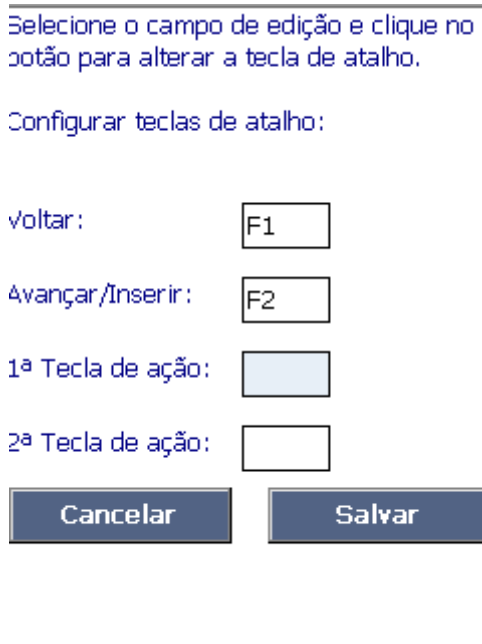 Selecione o campo de edição e clique no
botão para alterar a tecla de atalho.
Configurar teclas de atalho:
Voltar: F1
Avançar/Inserir: F2
1ª Tecla de ação:
2ª Tecla de ação:
Cancelar Salvar